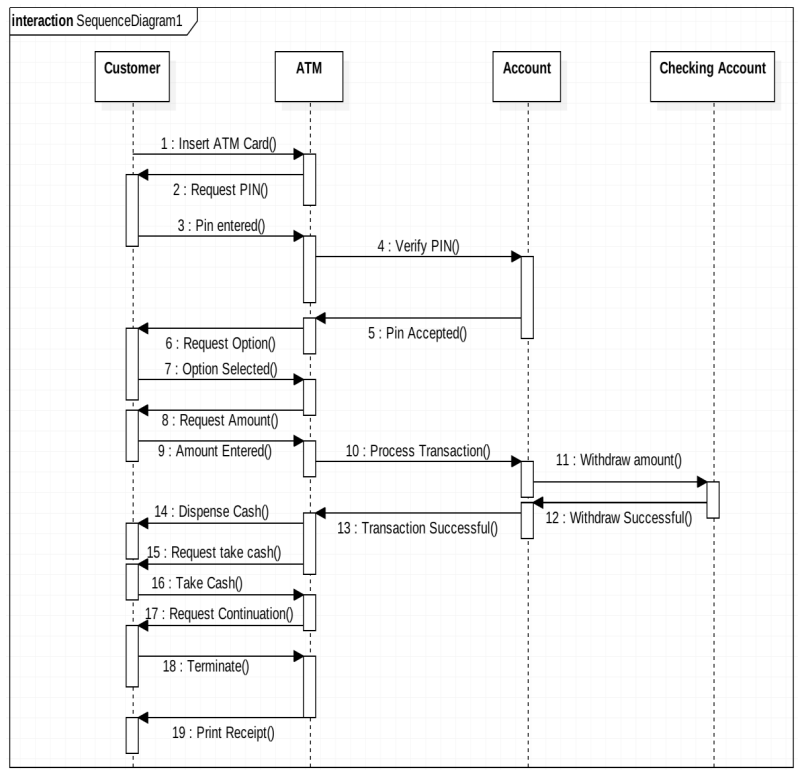 interaction SequenceDiagram1
Customer
ATM
Account
Checking Account
1 : Insert ATM Card()
2 : Request PIN()
3 : Pin entered()
4 : Verify PIN()
5 : Pin Accepted()
6 : Request Option()
7 : Option Selected()
8 : Request Amount()
9 : Amount Entered()
10 : Process Transaction()
11 : Withdraw amount()
12 : Withdraw Successful()
13 : Transaction Successful()
14 : Dispense Cash()
15 : Request take cash()
16 : Take Cash()
17 : Request Continuation()
18 : Terminate()
19 : Print Receipt()